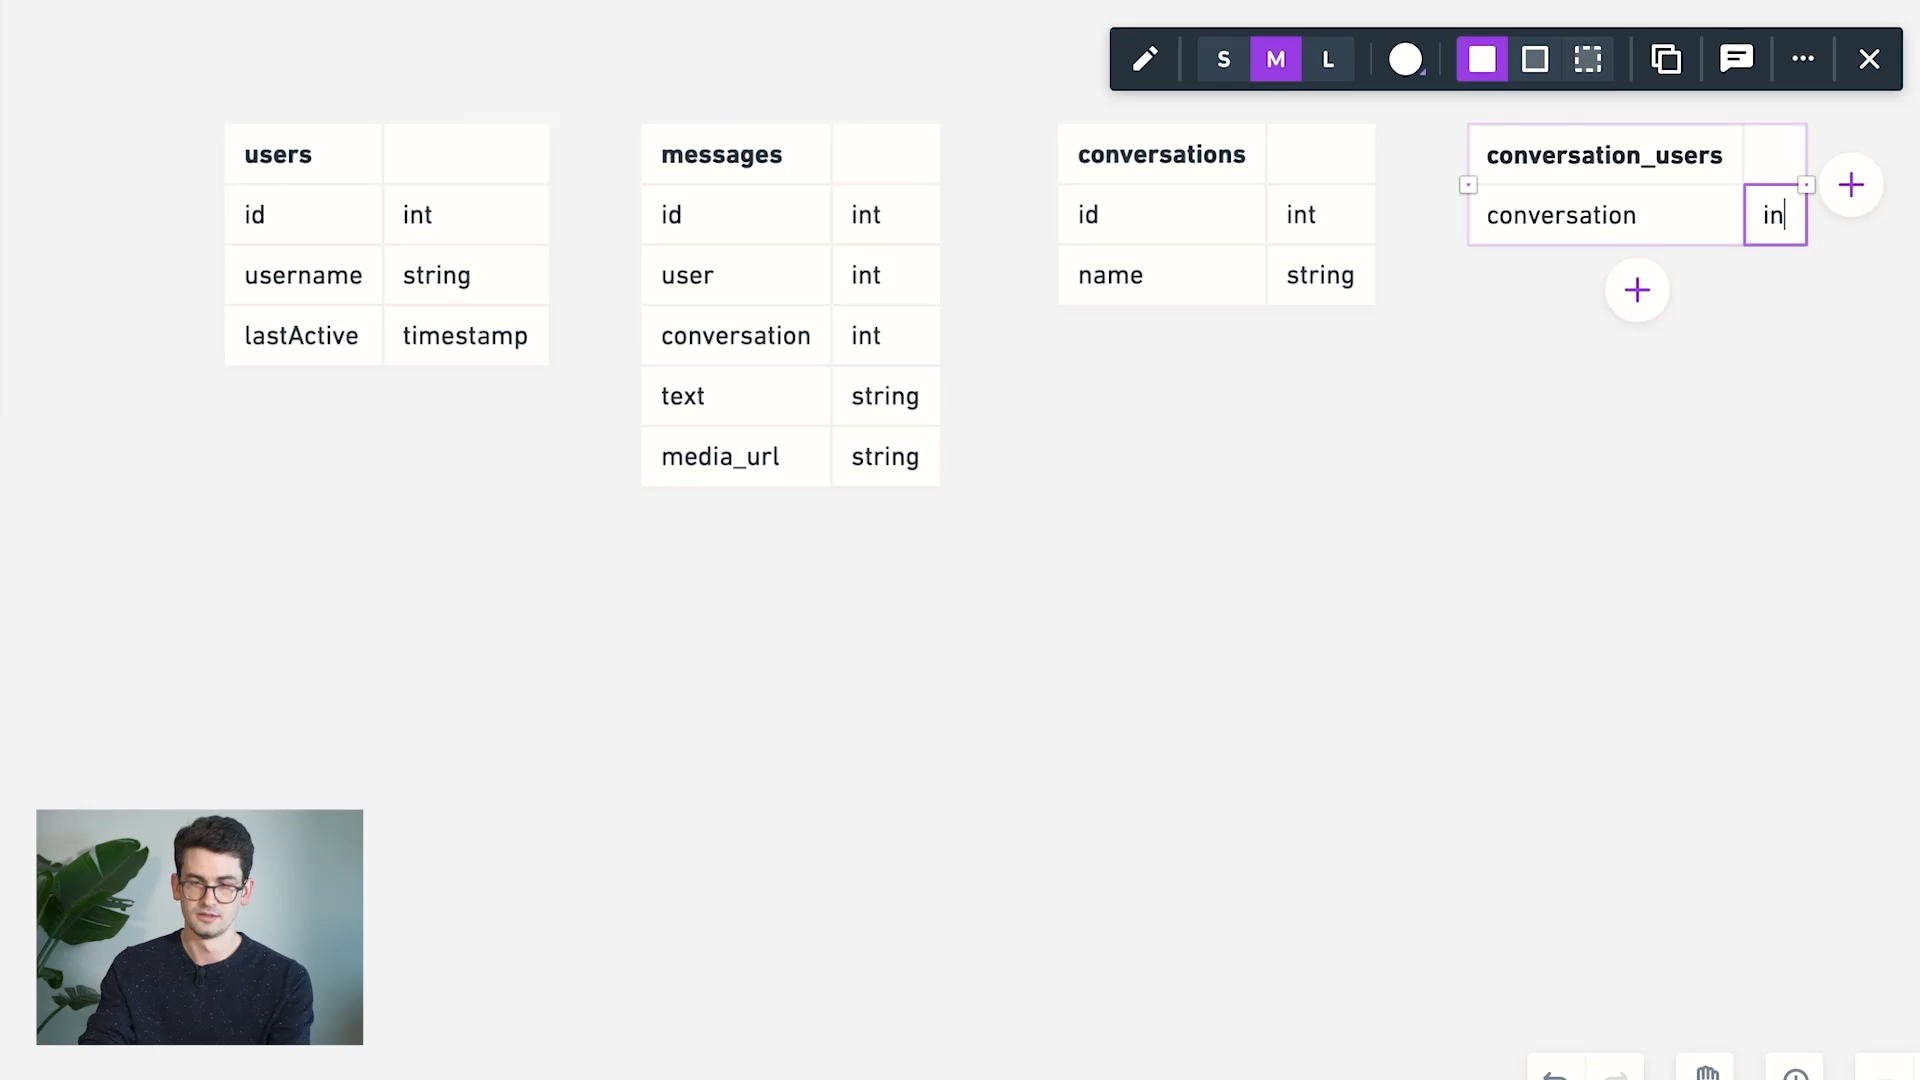 S M L
users
id int
username string
lastActive timestamp
messages
id int
user int
conversation int
text string
media_url string
conversations
id int
name string
conversation_users
conversation in